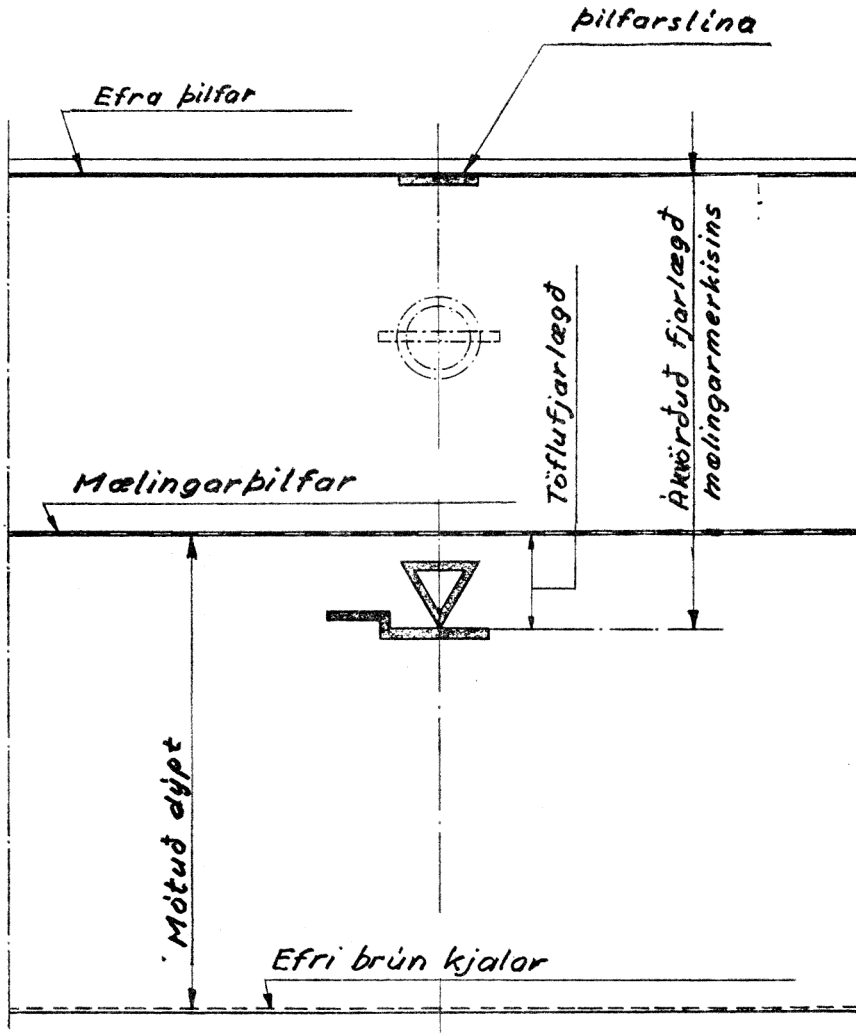 þilfarslína
Efra þilfar
Töflufjarlægð
Ákvörðuð fjarlægð
mælingarmerkisins
Mælingarþilfar
Mótuð dýpt
Efri brún kjalar